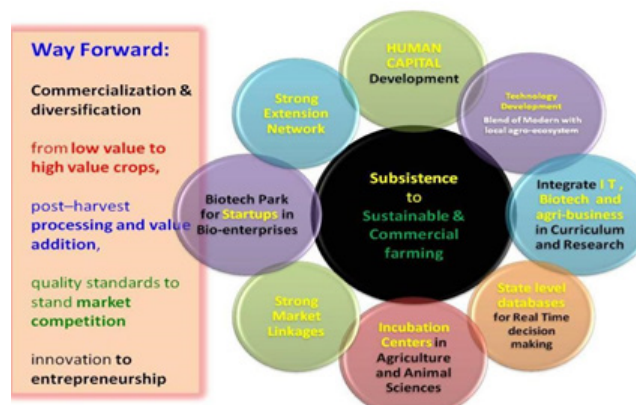 Way Forward:
Commercialization &
diversification
from low value to
high value crops,
post–harvest
processing and value
addition,
quality standards to
stand market
competition
innovation to
entrepreneurship
HUMAN
CAPITAL
Development
Technology
Development
Blend of Modern with
local agro-ecosystem
Integrate I T ,
Biotech and
agri-business
in Curriculum
and Research
State level
databases
for Real Time
decision
making
Incubation
Centers in
Agriculture
and Animal
Sciences
Strong
Market
Linkages
Biotech Park
for Startups in
Bio-enterprises
Strong
Extension
Network
Subsistence
to
Sustainable &
Commercial
farming